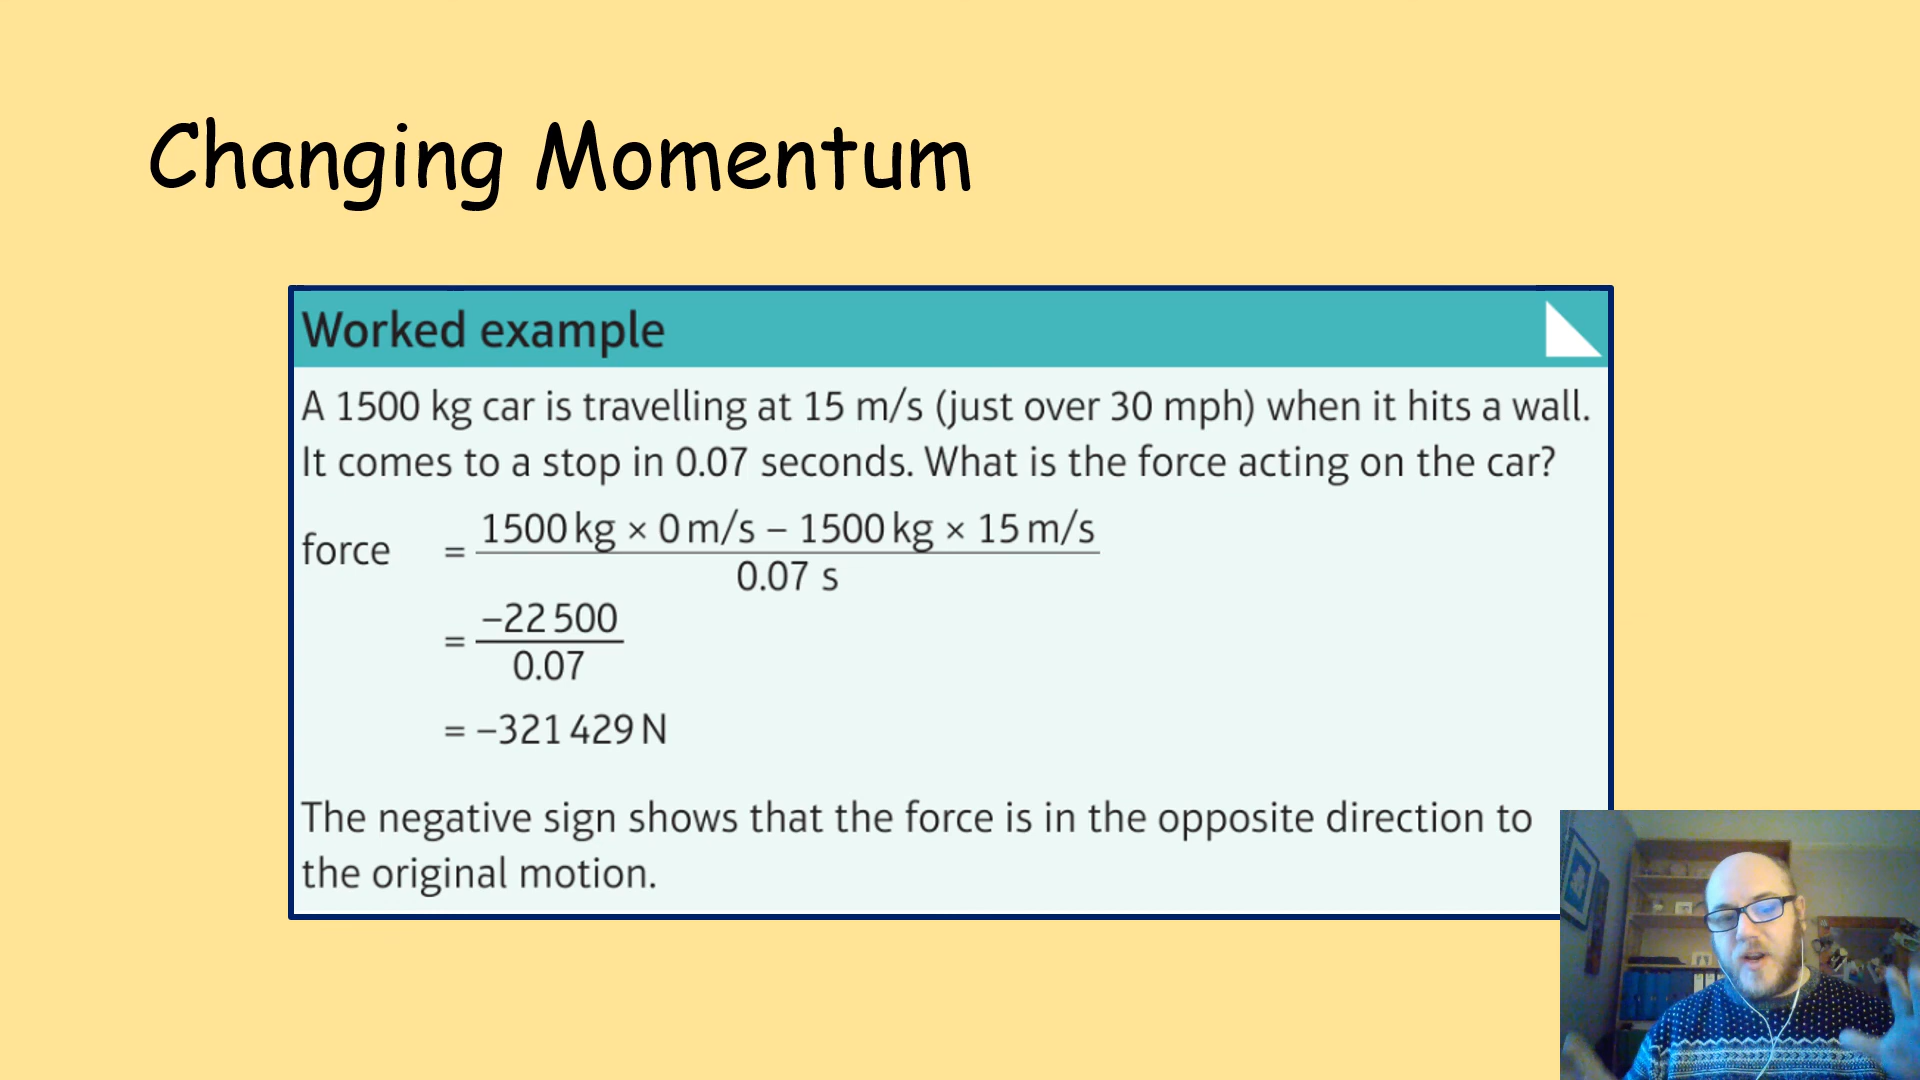 Changing Momentum
Worked example
A 1500 kg car is travelling at 15 m/s (just over 30 mph) when it hits a wall.
It comes to a stop in 0.07 seconds. What is the force acting on the car?
force = 1500 kg × 0 m/s – 1500 kg × 15 m/s
0.07 s
= –22 500
0.07
= –321 429 N
The negative sign shows that the force is in the opposite direction to
the original motion.